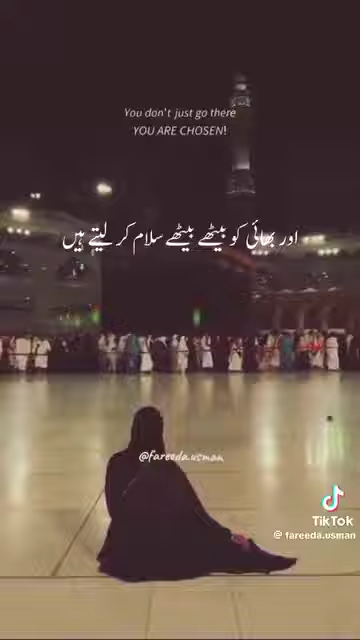 You don't just go there
YOU ARE CHOSEN!
اور بھائی کو بیٹھے بیٹھے سلام کر لیتے ہیں
@fareeda.usman
TikTok
@ fareeda.usman